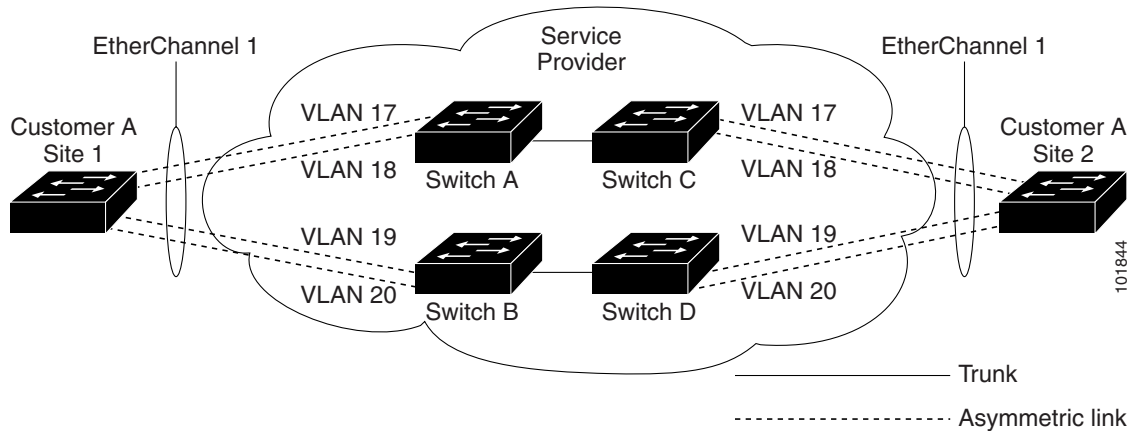 EtherChannel 1
Service
Provider
EtherChannel 1
Customer A
Site 1
VLAN 17
VLAN 18
Switch A
Switch C
VLAN 17
VLAN 18
Customer A
Site 2
VLAN 19
VLAN 20
Switch B
Switch D
VLAN 19
VLAN 20
101844
Trunk
Asymmetric link